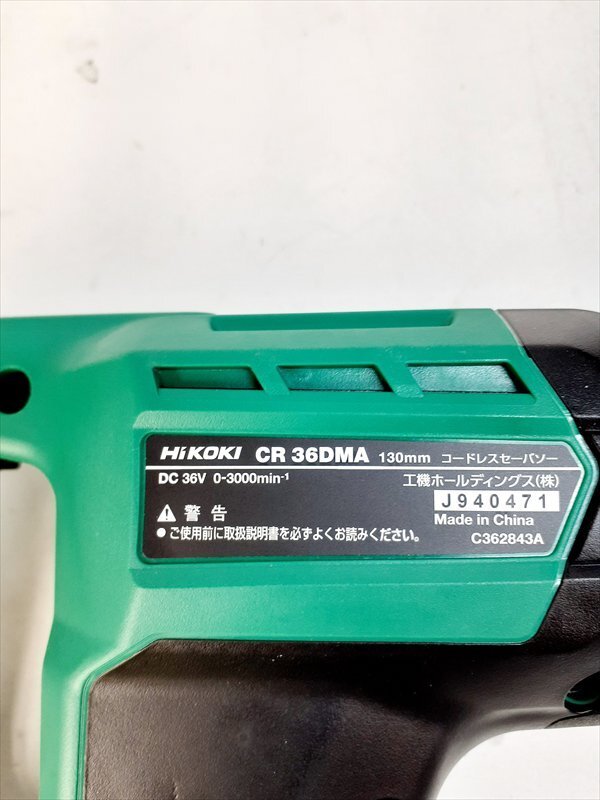 HiKOKI CR 36DMA 130mm コードレスセーバソー
DC 36V 0-3000min⁻¹ 工機ホールディングス(株)
J940471
⚠ 警告 Made in China
● ご使用前に取扱説明書を必ずよくお読みください。 C362843A